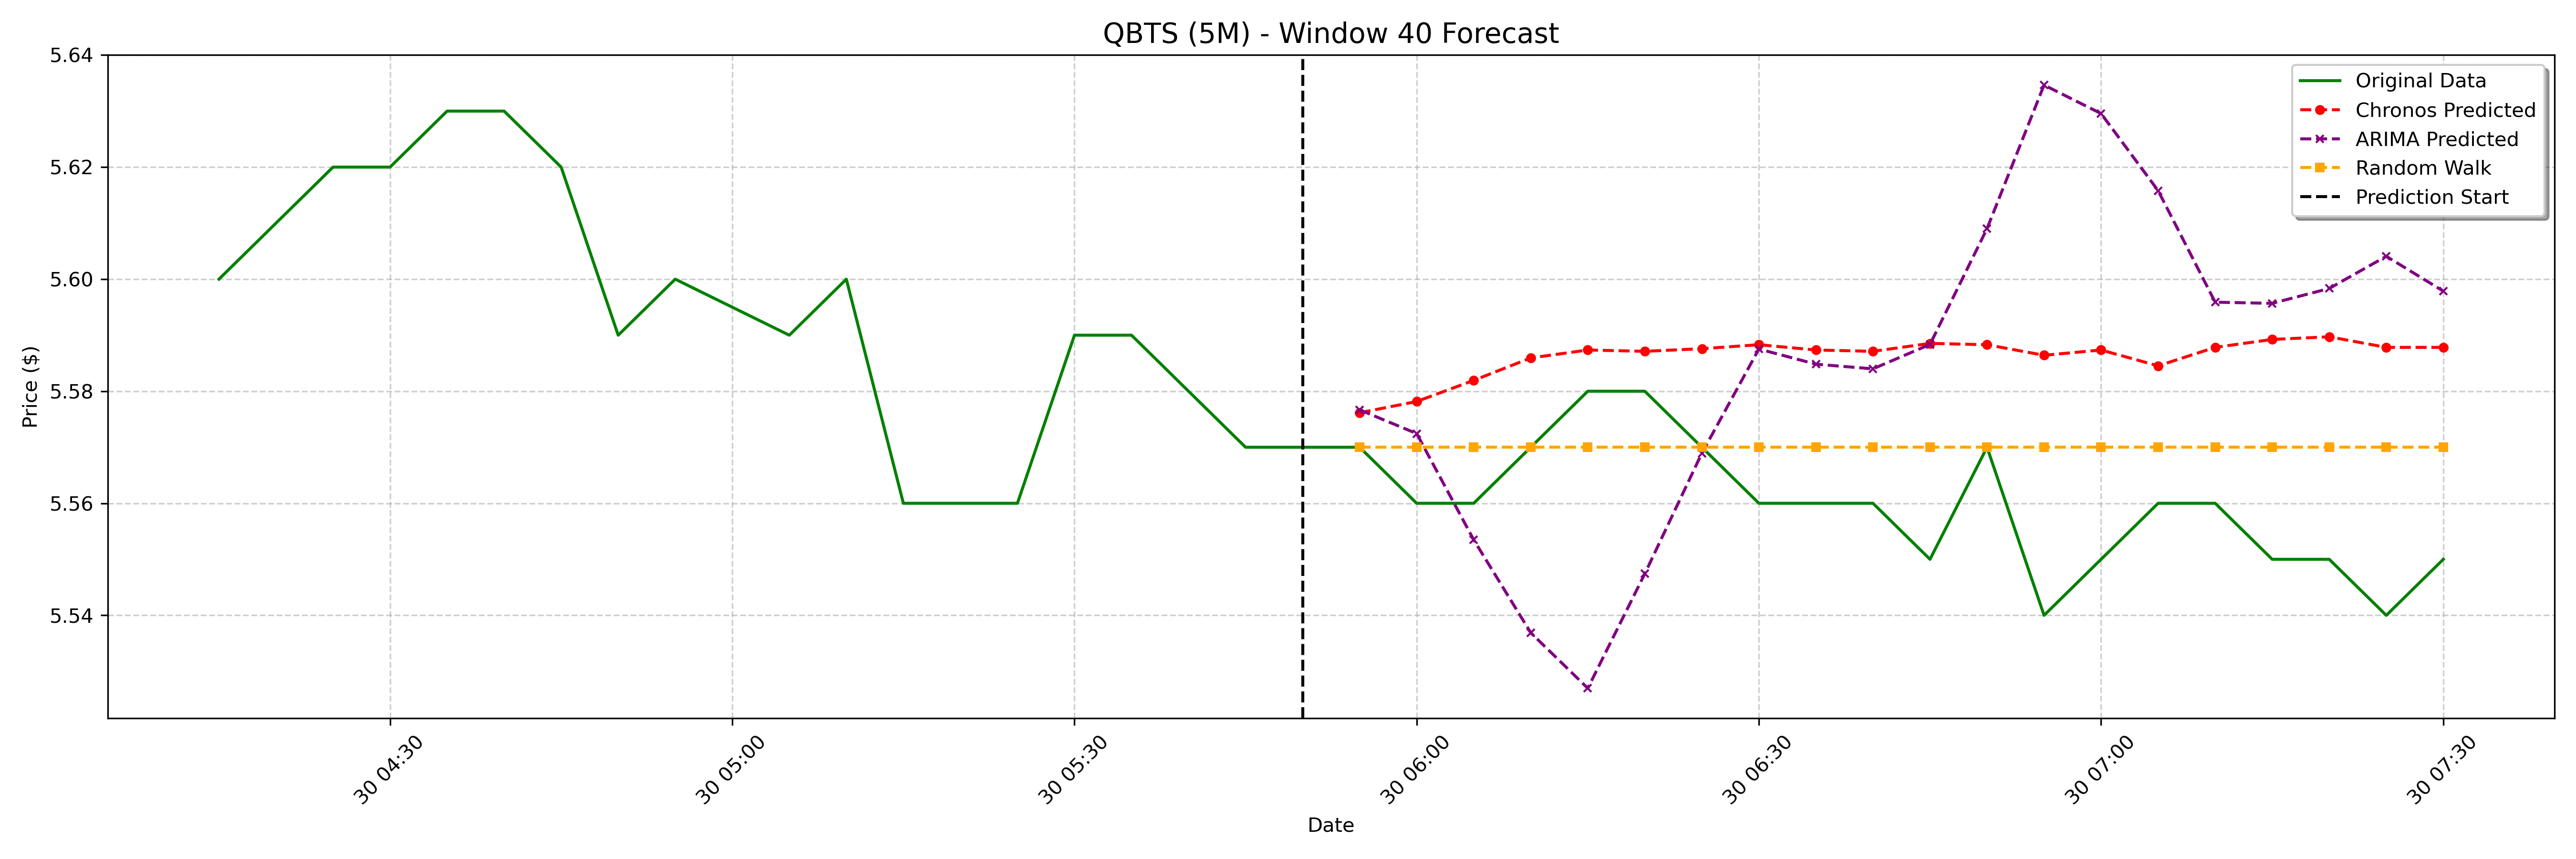 QBTS (5M) - Window 40 Forecast
Price ($)
5.64
5.62
5.60
5.58
5.56
5.54
Original Data
Chronos Predicted
ARIMA Predicted
Random Walk
Prediction Start
30 04:30
30 05:00
30 05:30
30 06:00
30 06:30
30 07:00
30 07:30
Date